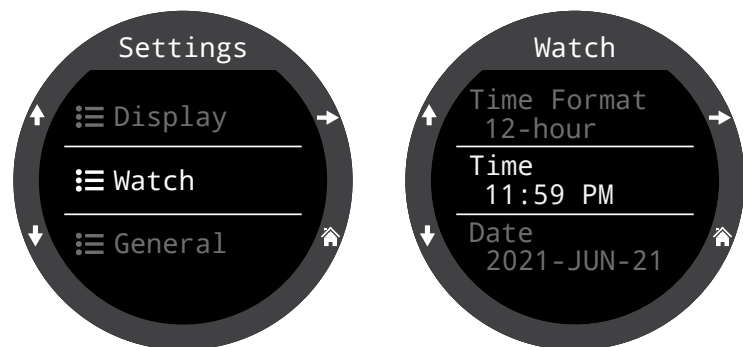 Settings
Display
Watch
General
Watch
Time Format
12-hour
Time
11:59 PM
Date
2021-JUN-21